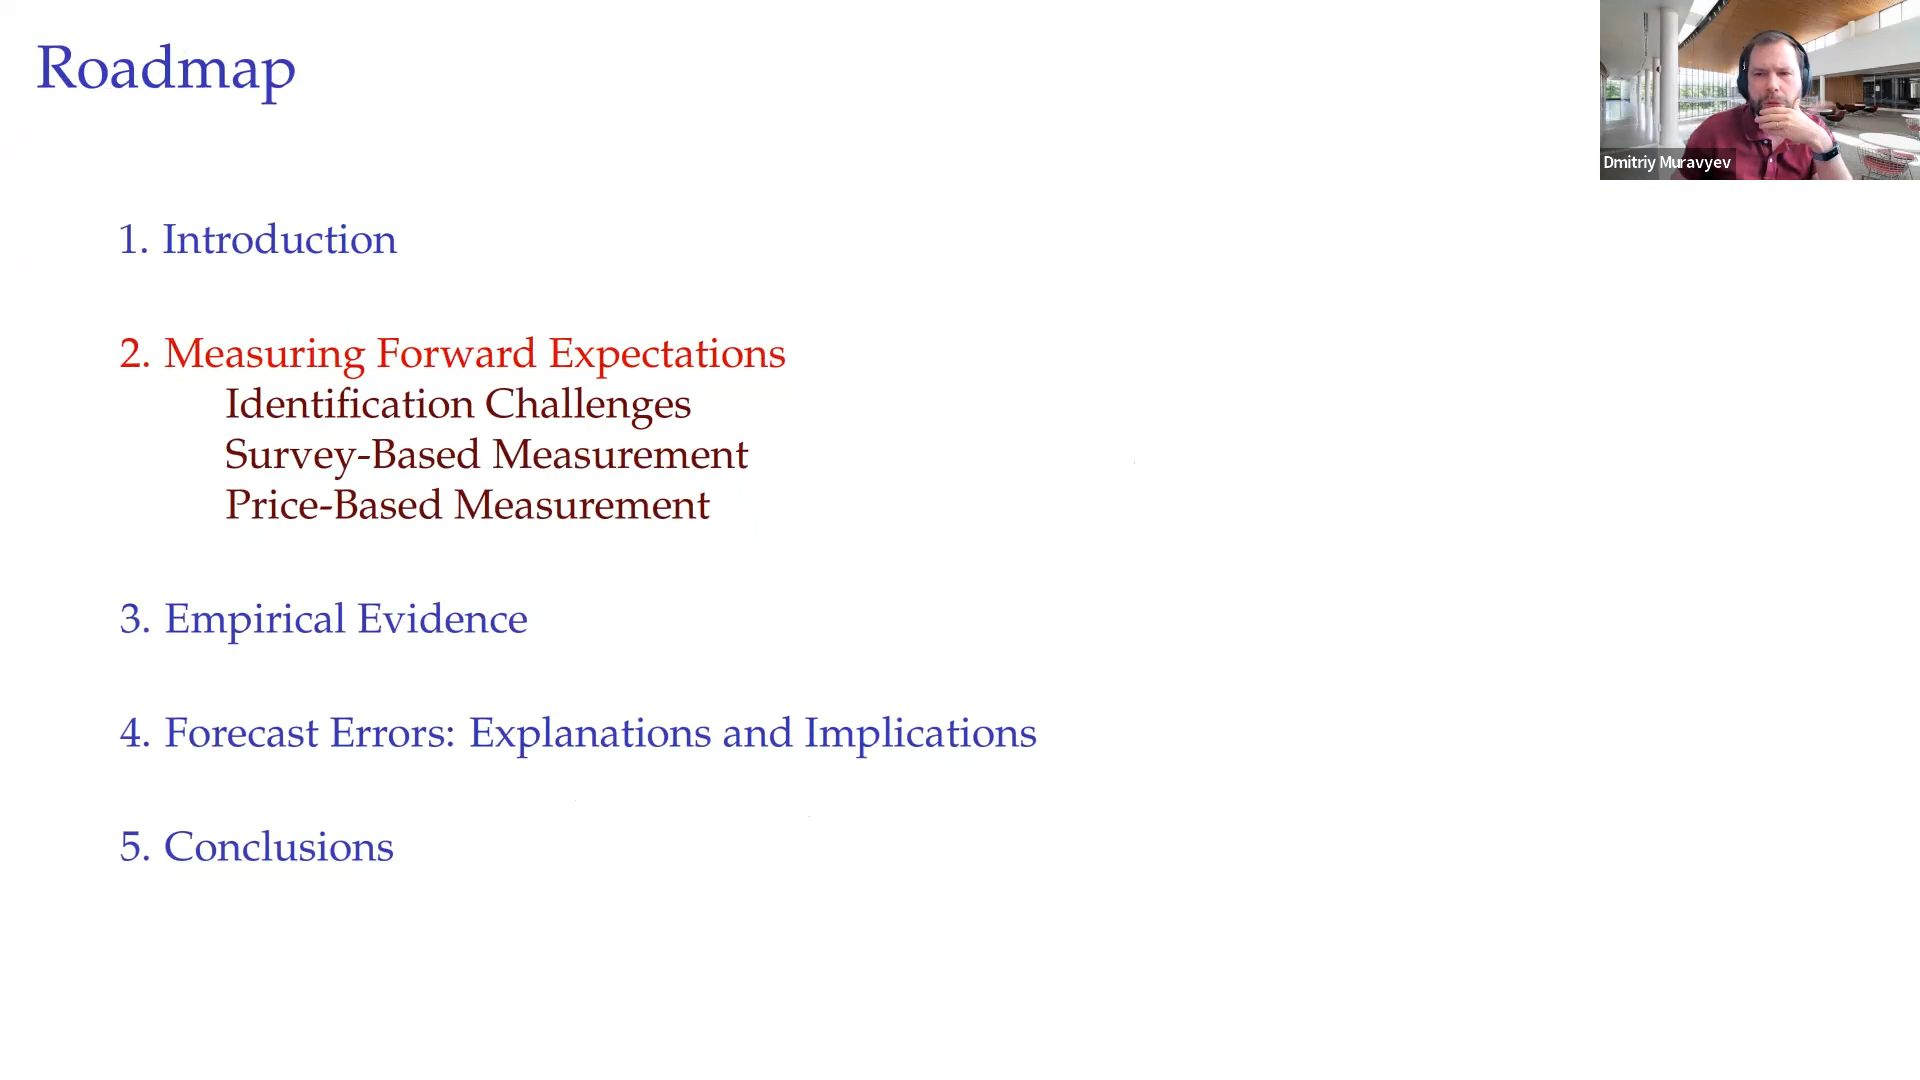 Roadmap
Dmitriy Muravyev
1. Introduction
2. Measuring Forward Expectations
Identification Challenges
Survey-Based Measurement
Price-Based Measurement
3. Empirical Evidence
4. Forecast Errors: Explanations and Implications
5. Conclusions